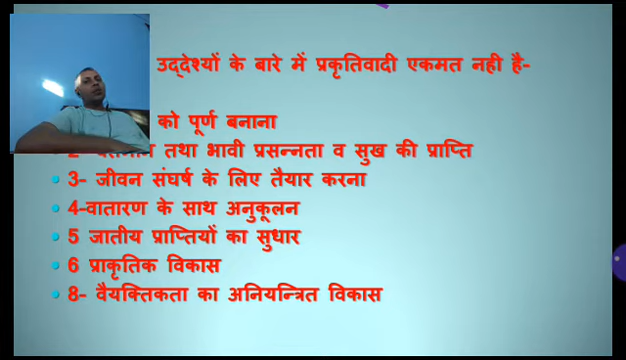 उद्देश्यों के बारे में प्रकृतिवादी एकमत नही है-
को पूर्ण बनाना
तथा भावी प्रसन्नता व सुख की प्राप्ति
3- जीवन संघर्ष के लिए तैयार करना
4-वातारण के साथ अनुकूलन
5 जातीय प्राप्तियों का सुधार
6 प्राकृतिक विकास
8- वैयक्तिकता का अनियन्त्रित विकास